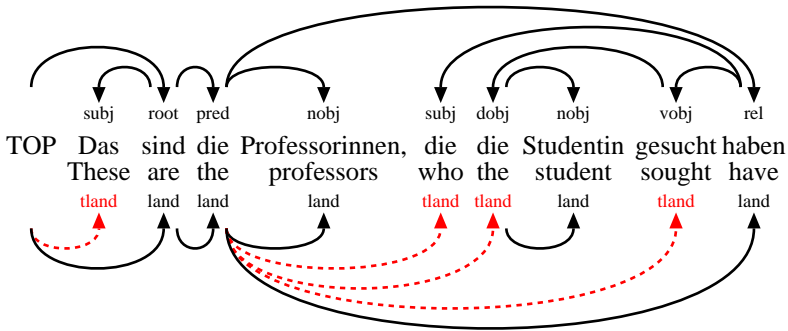 subj root pred nobj subj dobj nobj vobj rel
TOP Das sind die Professorinnen, die die Studentin gesucht haben
These are the professors who the student sought have
tland land land land tland tland land tland land